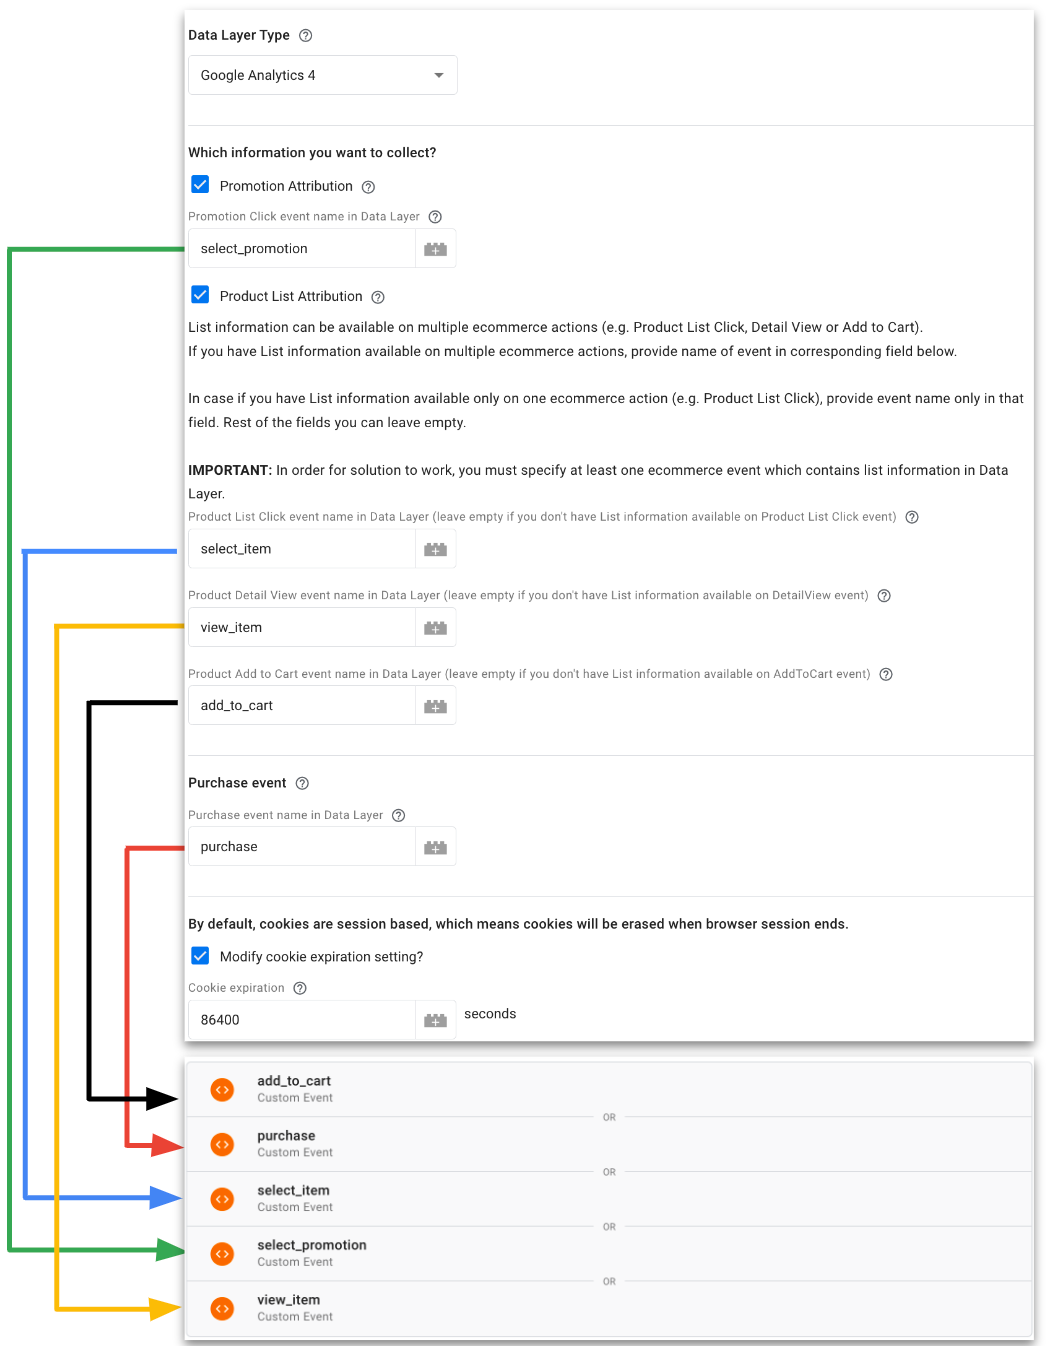 Data Layer Type
Google Analytics 4
Which information you want to collect?
Promotion Attribution
Promotion Click event name in Data Layer
select_promotion
Product List Attribution
List information can be available on multiple ecommerce actions (e.g. Product List Click, Detail View or Add to Cart).
If you have List information available on multiple ecommerce actions, provide name of event in corresponding field below.
In case if you have List information available only on one ecommerce action (e.g. Product List Click), provide event name only in that
field. Rest of the fields you can leave empty.
IMPORTANT: In order for solution to work, you must specify at least one ecommerce event which contains list information in Data
Layer.
Product List Click event name in Data Layer (leave empty if you don't have List information available on Product List Click event)
select_item
Product Detail View event name in Data Layer (leave empty if you don't have List information available on DetailView event)
view_item
Product Add to Cart event name in Data Layer (leave empty if you don't have List information available on AddToCart event)
add_to_cart
Purchase event
Purchase event name in Data Layer
purchase
By default, cookies are session based, which means cookies will be erased when browser session ends.
Modify cookie expiration setting?
Cookie expiration
86400 seconds
add_to_cart
Custom Event
OR
purchase
Custom Event
OR
select_item
Custom Event
OR
select_promotion
Custom Event
OR
view_item
Custom Event